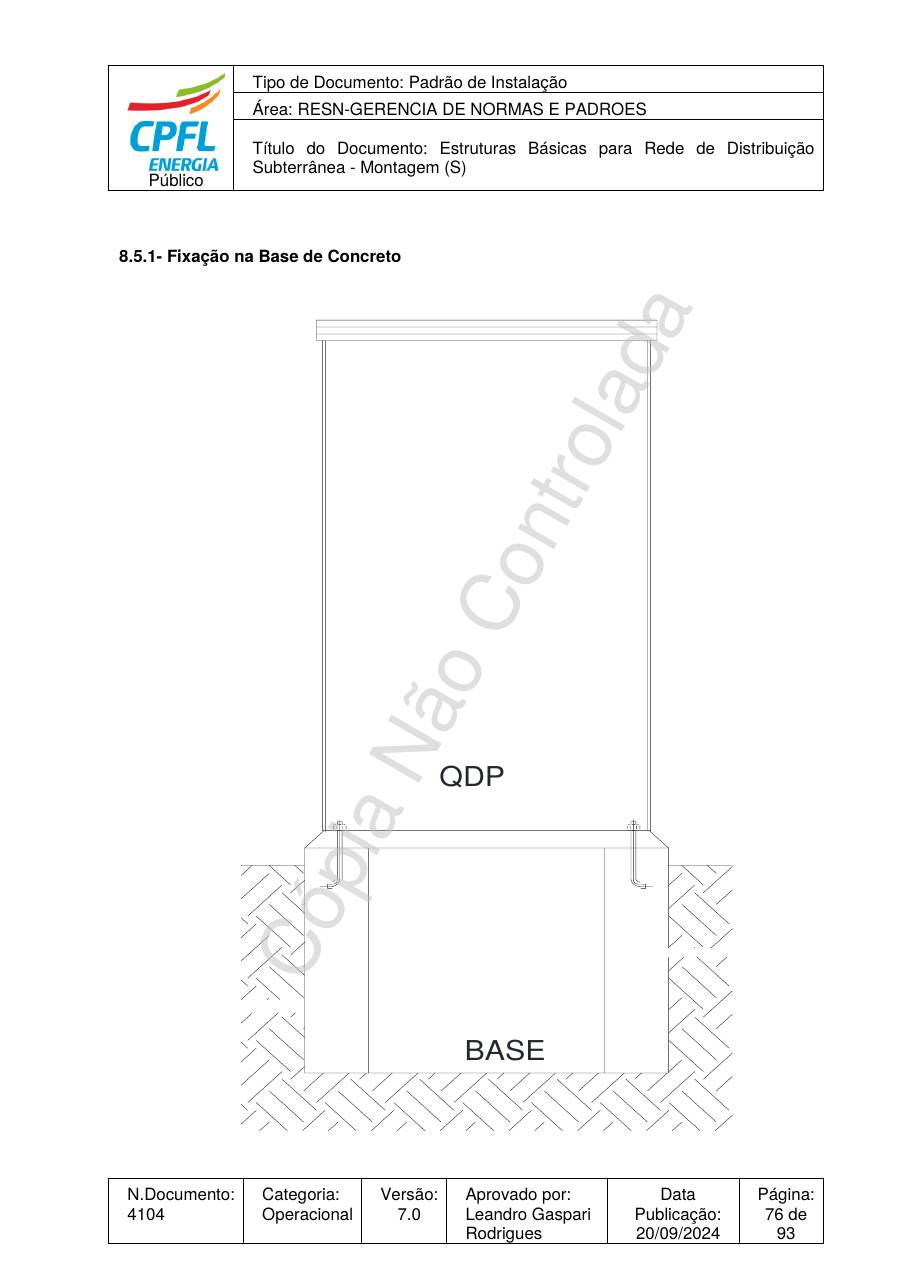 CPFL
ENERGIA
Público
Tipo de Documento: Padrão de Instalação
Área: RESN-GERENCIA DE NORMAS E PADROES
Título do Documento: Estruturas Básicas para Rede de Distribuição
Subterrânea - Montagem (S)
8.5.1- Fixação na Base de Concreto
Cópia Não Controlada
QDP
BASE
N.Documento:
4104
Categoria:
Operacional
Versão:
7.0
Aprovado por:
Leandro Gaspari
Rodrigues
Data
Publicação:
20/09/2024
Página:
76 de
93